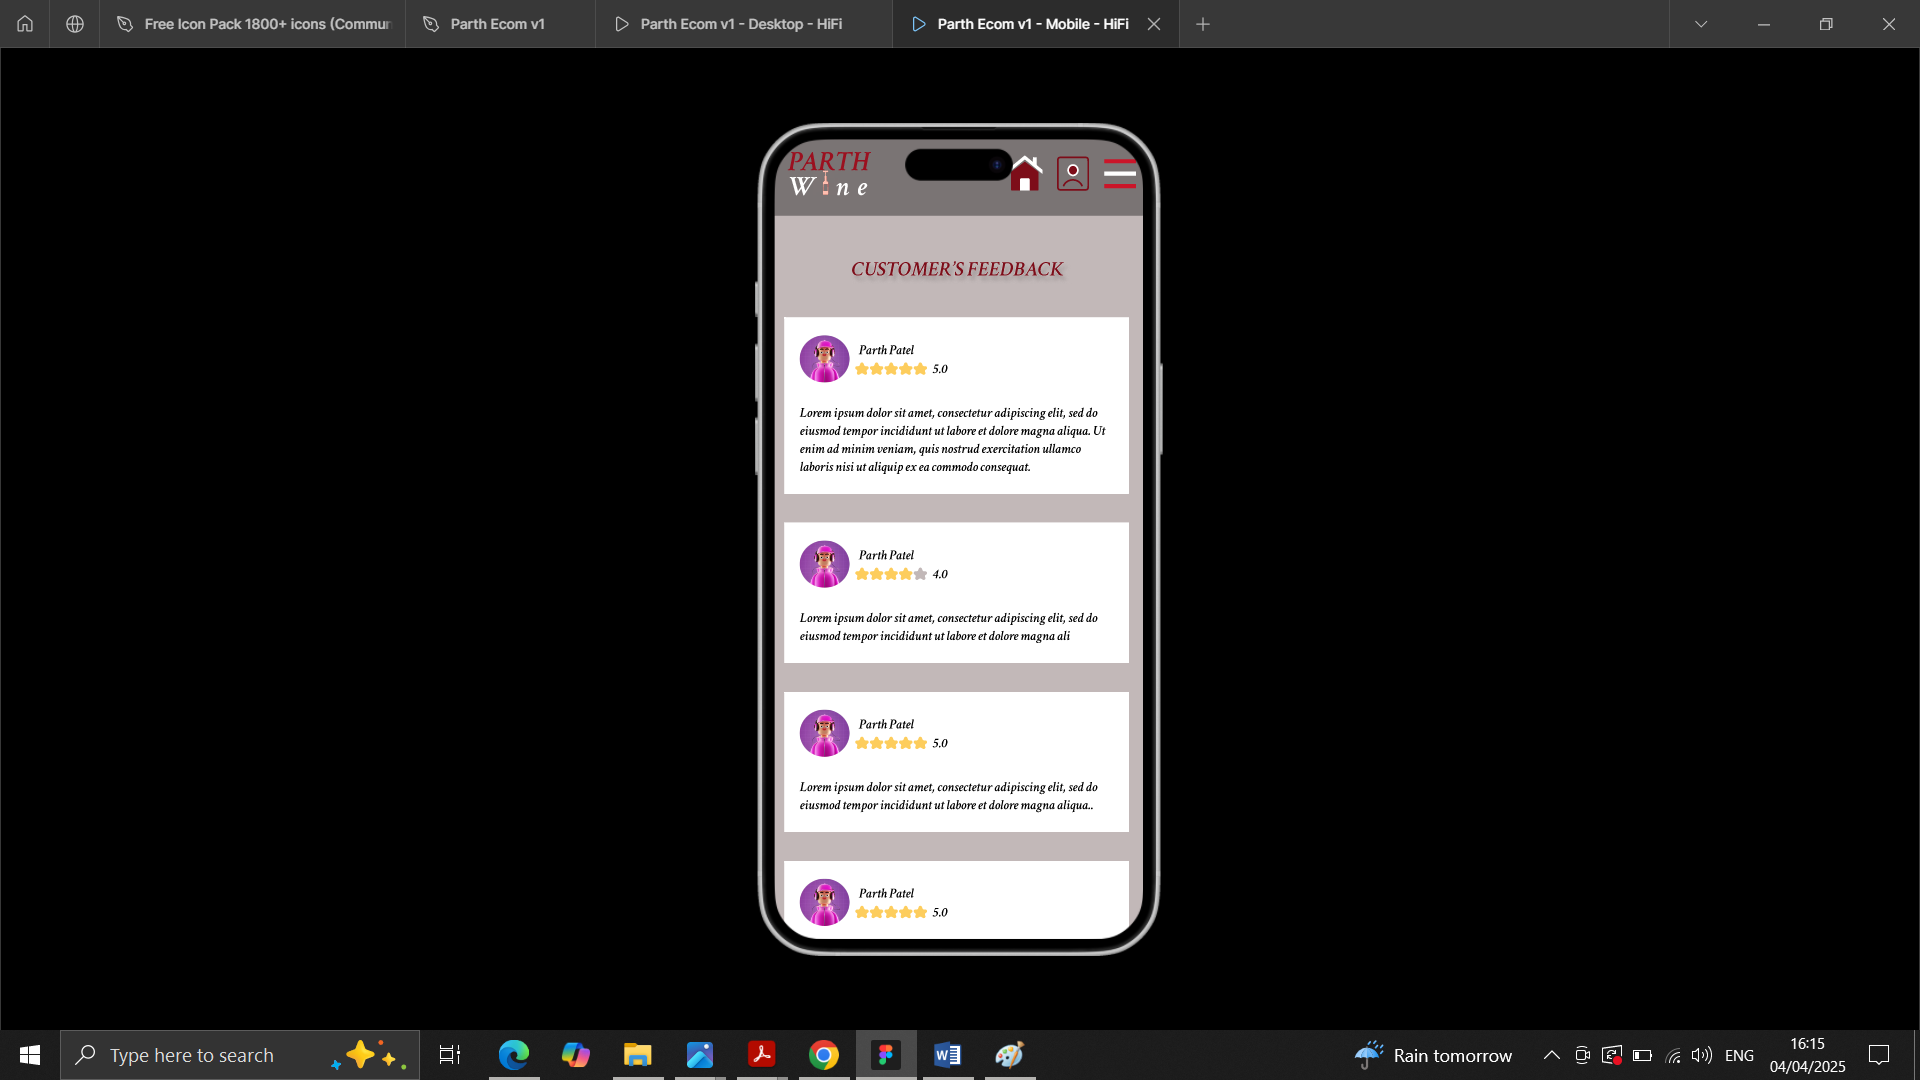 Free Icon Pack 1800+ icons (Commun
Parth Ecom v1
Parth Ecom v1 - Desktop - HiFi
Parth Ecom v1 - Mobile - HiFi
PARTH
Wine
CUSTOMER'S FEEDBACK
Parth Patel
5.0
Lorem ipsum dolor sit amet, consectetur adipiscing elit, sed do
eiusmod tempor incididunt ut labore et dolore magna aliqua. Ut
enim ad minim veniam, quis nostrud exercitation ullamco
laboris nisi ut aliquip ex ea commodo consequat.
Parth Patel
4.0
Lorem ipsum dolor sit amet, consectetur adipiscing elit, sed do
eiusmod tempor incididunt ut labore et dolore magna ali
Parth Patel
5.0
Lorem ipsum dolor sit amet, consectetur adipiscing elit, sed do
eiusmod tempor incididunt ut labore et dolore magna aliqua..
Parth Patel
5.0
Type here to search
Rain tomorrow
ENG
16:15
04/04/2025